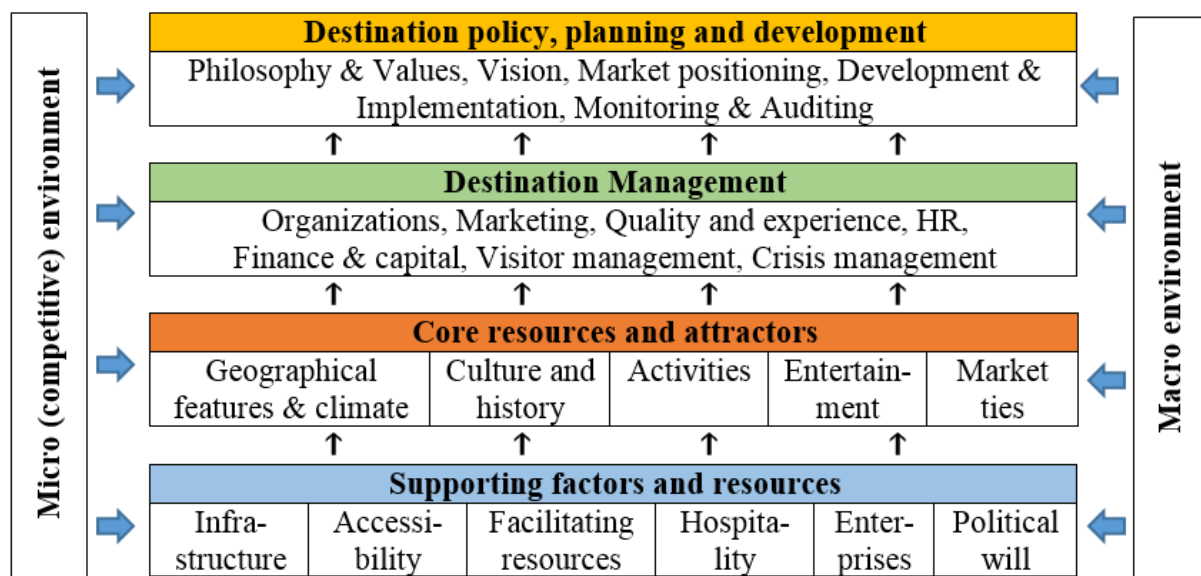 Micro (competitive) environment
Destination policy, planning and development
Philosophy & Values, Vision, Market positioning, Development &
Implementation, Monitoring & Auditing
Destination Management
Organizations, Marketing, Quality and experience, HR,
Finance & capital, Visitor management, Crisis management
Core resources and attractors
Geographical
features & climate
Culture and
history
Activities
Entertain-
ment
Market
ties
Supporting factors and resources
Infra-
structure
Accessi-
bility
Facilitating
resources
Hospita-
lity
Enter-
prises
Political
will
Macro environment